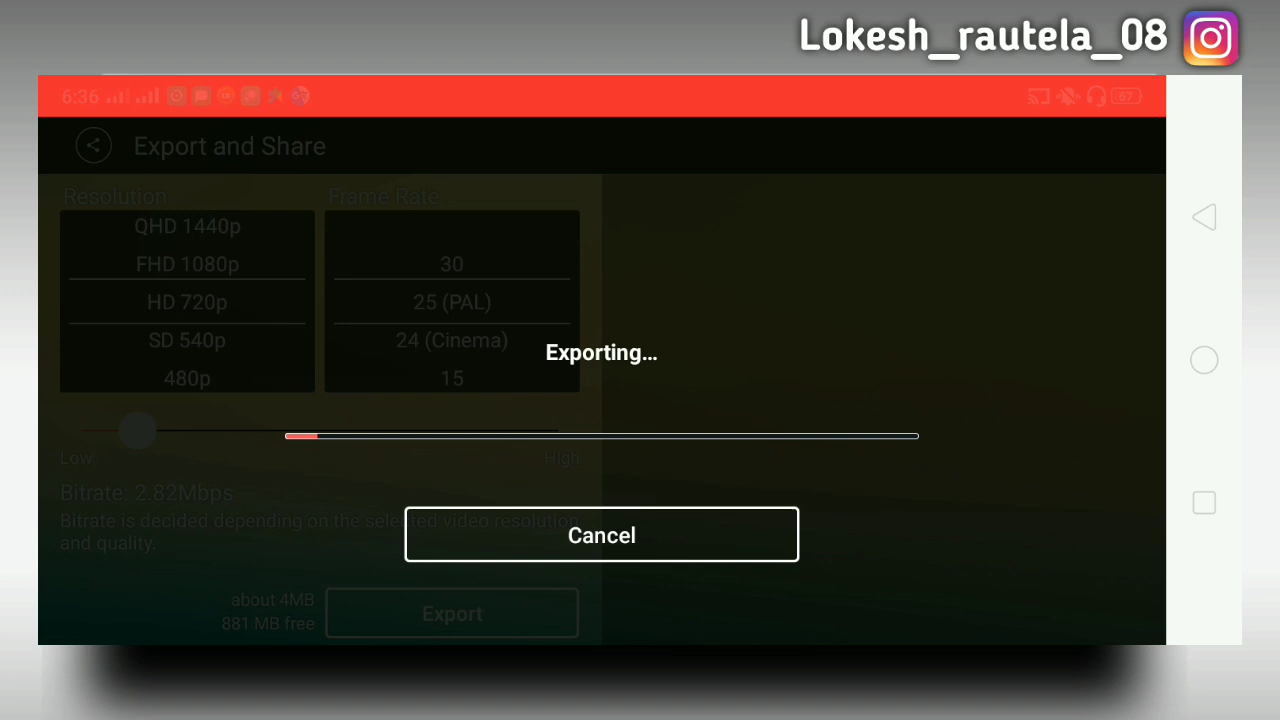 Lokesh_rautela_08
6:36
67
Export and Share
Resolution
Frame Rate
QHD 1440p
FHD 1080p
HD 720p
SD 540p
480p
30
25 (PAL)
24 (Cinema)
15
Exporting...
Low
High
Bitrate: 2.82Mbps
Bitrate is decided depending on the selected video resolution
and quality.
Cancel
about 4MB
881 MB free
Export